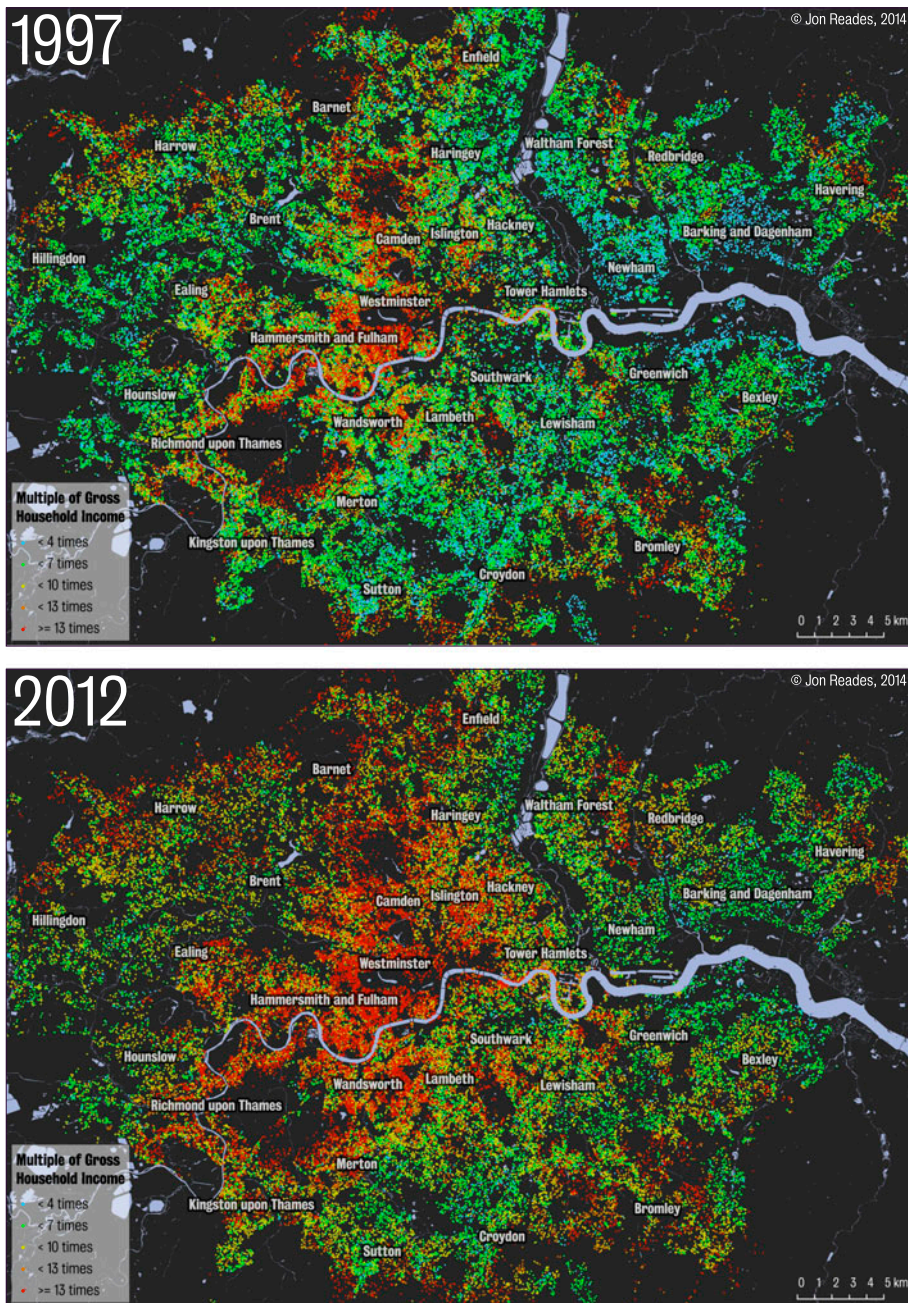 1997
© Jon Reades, 2014
Enfield
Barnet
Harrow
Haringey
Waltham Forest
Redbridge
Havering
Brent
Camden
Islington
Hackney
Barking and Dagenham
Hillingdon
Newham
Ealing
Westminster
Tower Hamlets
Hammersmith and Fulham
Southwark
Greenwich
Hounslow
Bexley
Wandsworth
Lambeth
Lewisham
Richmond upon Thames
Merton
Kingston upon Thames
Bromley
Croydon
Sutton
Multiple of Gross
Household Income
< 4 times
< 7 times
< 10 times
< 13 times
>= 13 times
0 1 2 3 4 5 km
2012
© Jon Reades, 2014
Enfield
Barnet
Harrow
Haringey
Waltham Forest
Redbridge
Havering
Brent
Camden
Islington
Hackney
Barking and Dagenham
Hillingdon
Newham
Ealing
Westminster
Tower Hamlets
Hammersmith and Fulham
Southwark
Greenwich
Hounslow
Bexley
Wandsworth
Lambeth
Lewisham
Richmond upon Thames
Merton
Kingston upon Thames
Bromley
Croydon
Sutton
Multiple of Gross
Household Income
< 4 times
< 7 times
< 10 times
< 13 times
>= 13 times
0 1 2 3 4 5 km